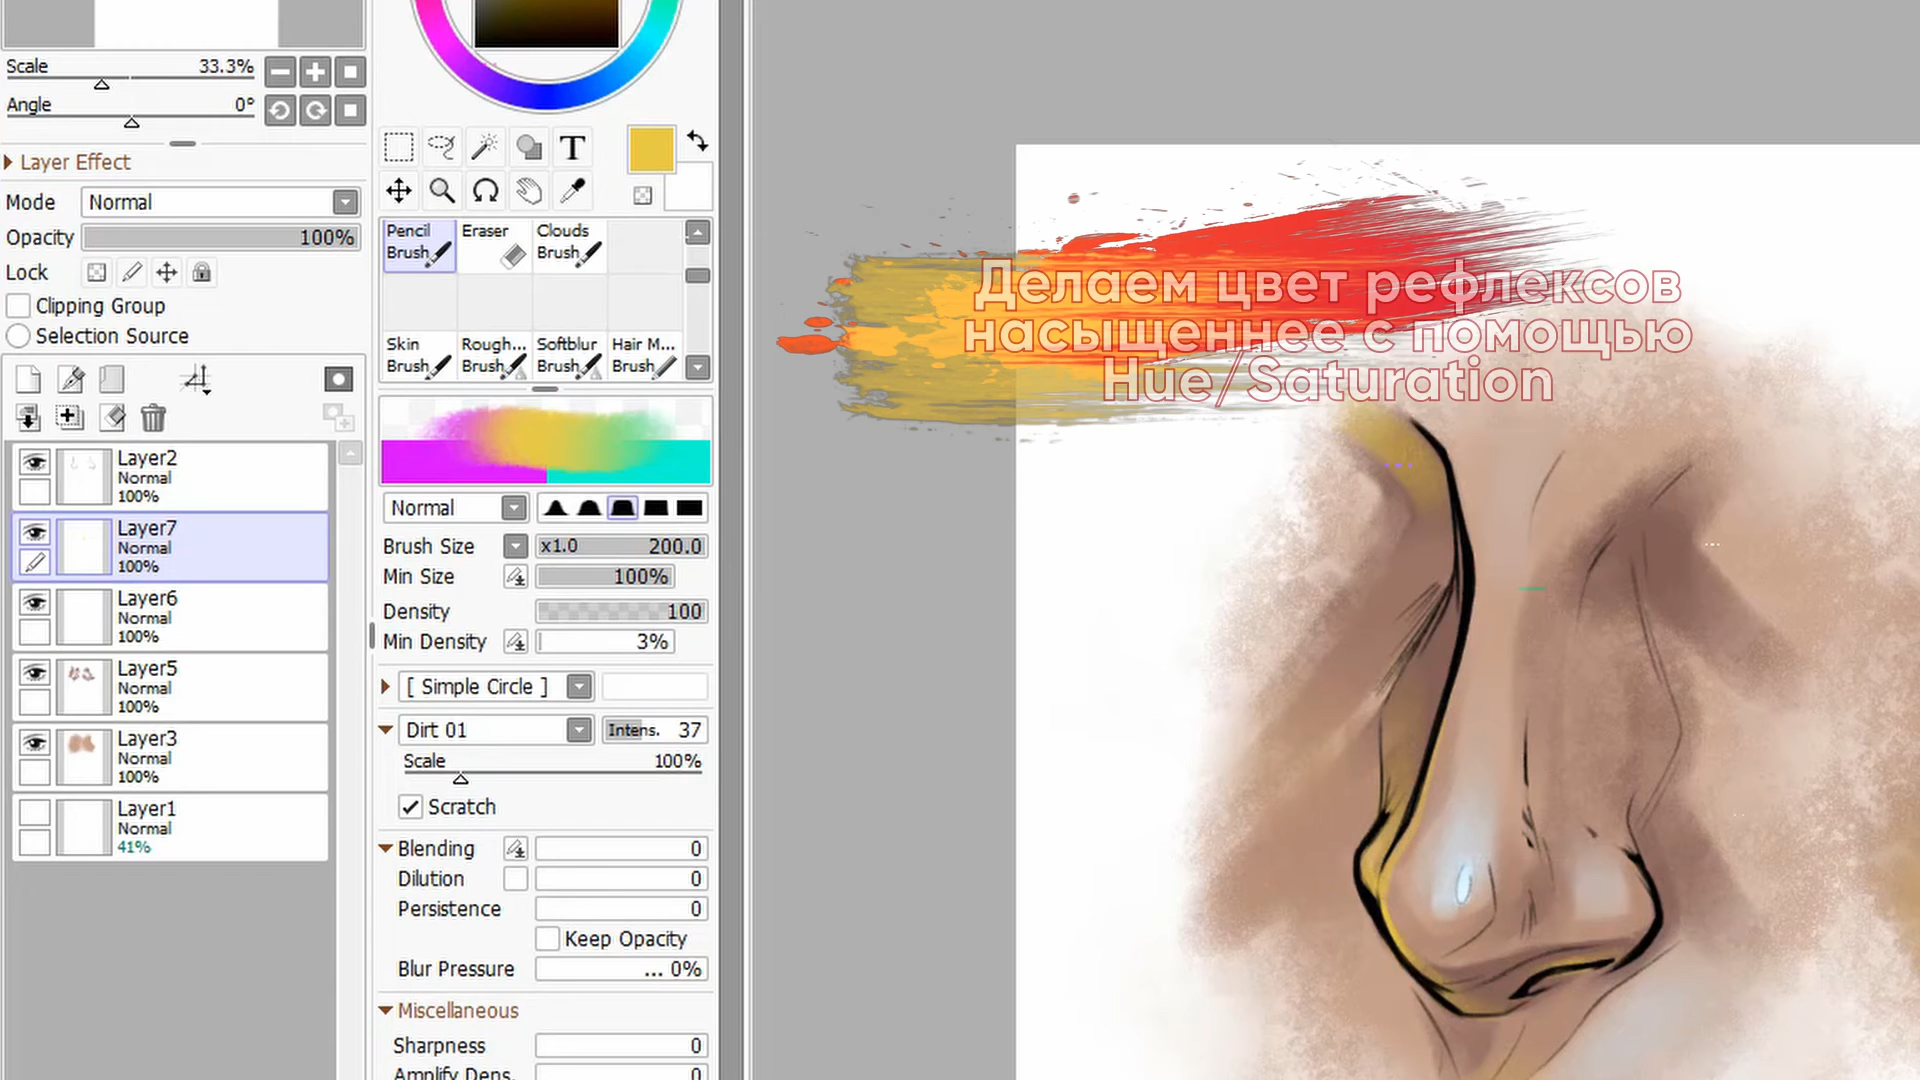 Scale 33.3%
Angle 0°
Layer Effect
Mode Normal
Opacity 100%
Lock
Clipping Group
Selection Source
Layer2
Normal
100%
Layer7
Normal
100%
Layer6
Normal
100%
Layer5
Normal
100%
Layer3
Normal
100%
Layer1
Normal
41%
T
Pencil
Brush
Eraser
Clouds
Brush
Skin
Brush
Rough...
Brush
Softblur
Brush
Hair M...
Brush
Normal
Brush Size x1.0 200.0
Min Size 100%
Density 100
Min Density 3%
[ Simple Circle ]
Dirt 01 Intens. 37
Scale 100%
Scratch
Blending 0
Dilution 0
Persistence 0
Keep Opacity
Blur Pressure ... 0%
Miscellaneous
Sharpness 0
Amplify Dens. 0
Делаем цвет рефлексов
насыщеннее с помощью
Hue/Saturation